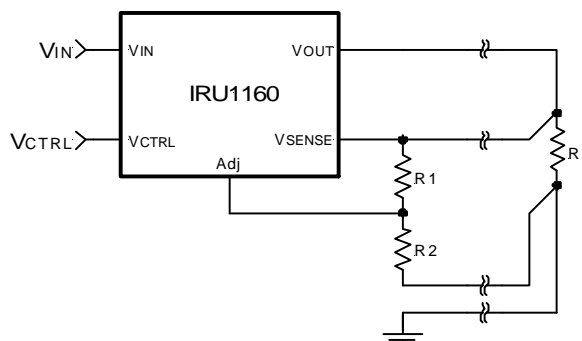 VIN
VIN
VOUT
IRU1160
VCTRL
VCTRL
VSENSE
Adj
R1
R
R2